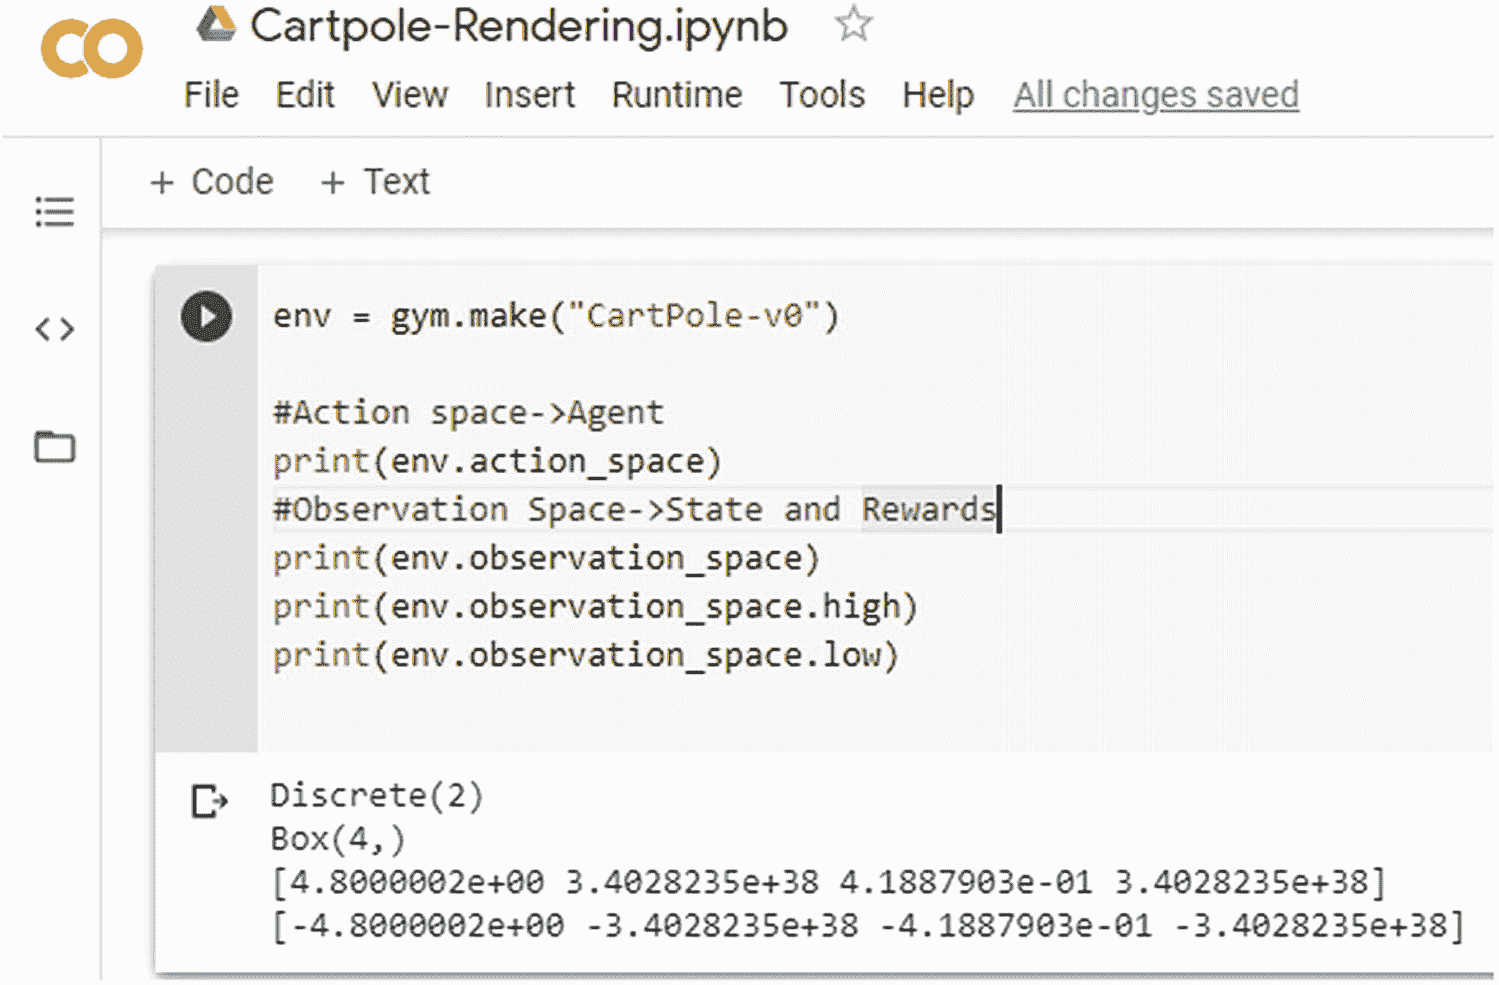 CO
Cartpole-Rendering.ipynb
File Edit View Insert Runtime Tools Help All changes saved
+ Code + Text
env = gym.make("CartPole-v0")
#Action space->Agent
print(env.action_space)
#Observation Space->State and Rewards
print(env.observation_space)
print(env.observation_space.high)
print(env.observation_space.low)
Discrete(2)
Box(4,)
[4.8000002e+00 3.4028235e+38 4.1887903e-01 3.4028235e+38]
[-4.8000002e+00 -3.4028235e+38 -4.1887903e-01 -3.4028235e+38]